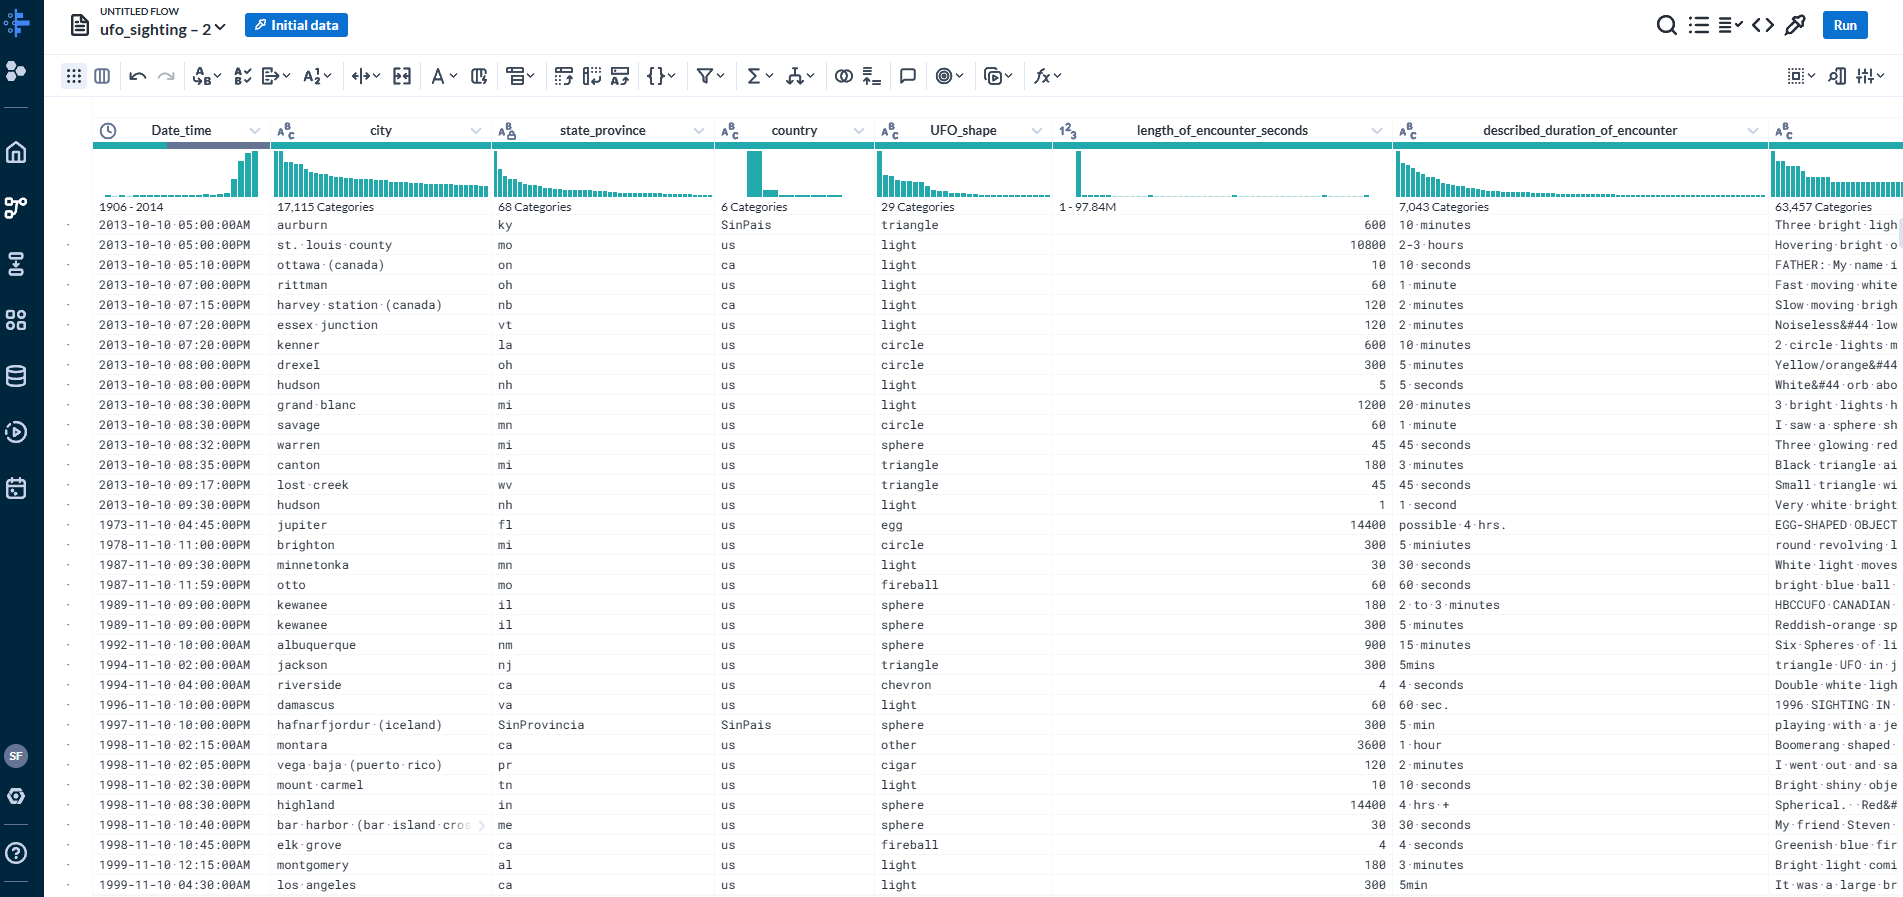 UNTITLED FLOW
ufo_sighting – 2
Initial data
Run
Date_time city state_province country UFO_shape length_of_encounter_seconds described_duration_of_encounter
1906 - 2014 17,115 Categories 68 Categories 6 Categories 29 Categories 1 - 97.84M 7,043 Categories 63,457 Categories
2013-10-10·05:00:00AM aurburn ky SinPais triangle 600 10·minutes Three·bright·ligh
2013-10-10·05:00:00PM st.·louis·county mo us light 10800 2-3·hours Hovering·bright·o
2013-10-10·05:10:00PM ottawa·(canada) on ca light 10 10·seconds FATHER:·My·name·i
2013-10-10·07:00:00PM rittman oh us light 60 1·minute Fast·moving·white
2013-10-10·07:15:00PM harvey·station·(canada) nb ca light 120 2·minutes Slow·moving·brigh
2013-10-10·07:20:00PM essex·junction vt us light 120 2·minutes Noiseless&#44·low
2013-10-10·07:20:00PM kenner la us circle 600 10·minutes 2·circle·lights·m
2013-10-10·08:00:00PM drexel oh us circle 300 5·minutes Yellow/orange&#44
2013-10-10·08:00:00PM hudson nh us light 5 5·seconds White&#44·orb·abo
2013-10-10·08:30:00PM grand·blanc mi us light 1200 20·minutes 3·bright·lights·h
2013-10-10·08:30:00PM savage mn us circle 60 1·minute I·saw·a·sphere·sh
2013-10-10·08:32:00PM warren mi us sphere 45 45·seconds Three·glowing·red
2013-10-10·08:35:00PM canton mi us triangle 180 3·minutes Black·triangle·ai
2013-10-10·09:17:00PM lost·creek wv us triangle 45 45·seconds Small·triangle·wi
2013-10-10·09:30:00PM hudson nh us light 1 1·second Very·white·bright
1973-11-10·04:45:00PM jupiter fl us egg 14400 possible·4·hrs. EGG-SHAPED·OBJECT
1978-11-10·11:00:00PM brighton mi us circle 300 5·miniutes round·revolving·l
1987-11-10·09:30:00PM minnetonka mn us light 30 30·seconds White·light·moves
1987-11-10·11:59:00PM otto mo us fireball 60 60·seconds bright·blue·ball·
1989-11-10·09:00:00PM kewanee il us sphere 180 2·to·3·minutes HBCCUFO·CANADIAN·
1989-11-10·09:00:00PM kewanee il us sphere 300 5·minutes Reddish-orange·sp
1992-11-10·10:00:00AM albuquerque nm us sphere 900 15·minutes Six·Spheres·of·li
1994-11-10·02:00:00AM jackson nj us triangle 300 5mins triangle·UFO·in·j
1994-11-10·04:00:00AM riverside ca us chevron 4 4·seconds Double·white·ligh
1996-11-10·10:00:00PM damascus va us light 60 60·sec. 1996·SIGHTING·IN·
1997-11-10·10:00:00PM hafnarfjordur·(iceland) SinProvincia SinPais sphere 300 5·min playing·with·a·je
1998-11-10·02:15:00AM montara ca us other 3600 1·hour Boomerang·shaped·
1998-11-10·02:05:00PM vega·baja·(puerto·rico) pr us cigar 120 2·minutes I·went·out·and·sa
1998-11-10·02:30:00PM mount·carmel tn us light 10 10·seconds Bright·shiny·obje
1998-11-10·08:30:00PM highland in us sphere 14400 4·hrs·+ Spherical.··Red&#
1998-11-10·10:40:00PM bar·harbor·(bar·island·cros me us sphere 30 30·seconds My·friend·Steven·
1998-11-10·10:45:00PM elk·grove ca us fireball 4 4·seconds Greenish·blue·fir
1999-11-10·12:15:00AM montgomery al us light 180 3·minutes Bright·light·comi
1999-11-10·04:30:00AM los·angeles ca us light 300 5min It·was·a·large·br
SF